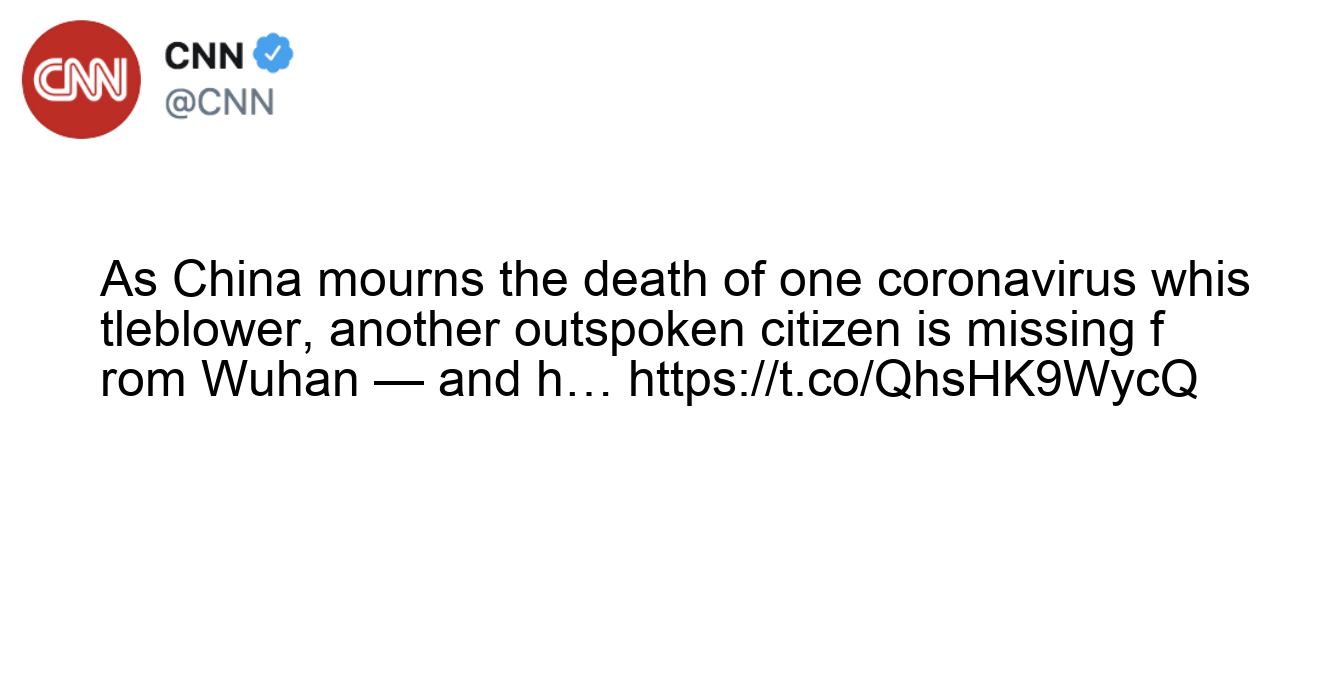 CNN
CNN
@CNN
As China mourns the death of one coronavirus whis
tleblower, another outspoken citizen is missing f
rom Wuhan — and h… https://t.co/QhsHK9WycQ